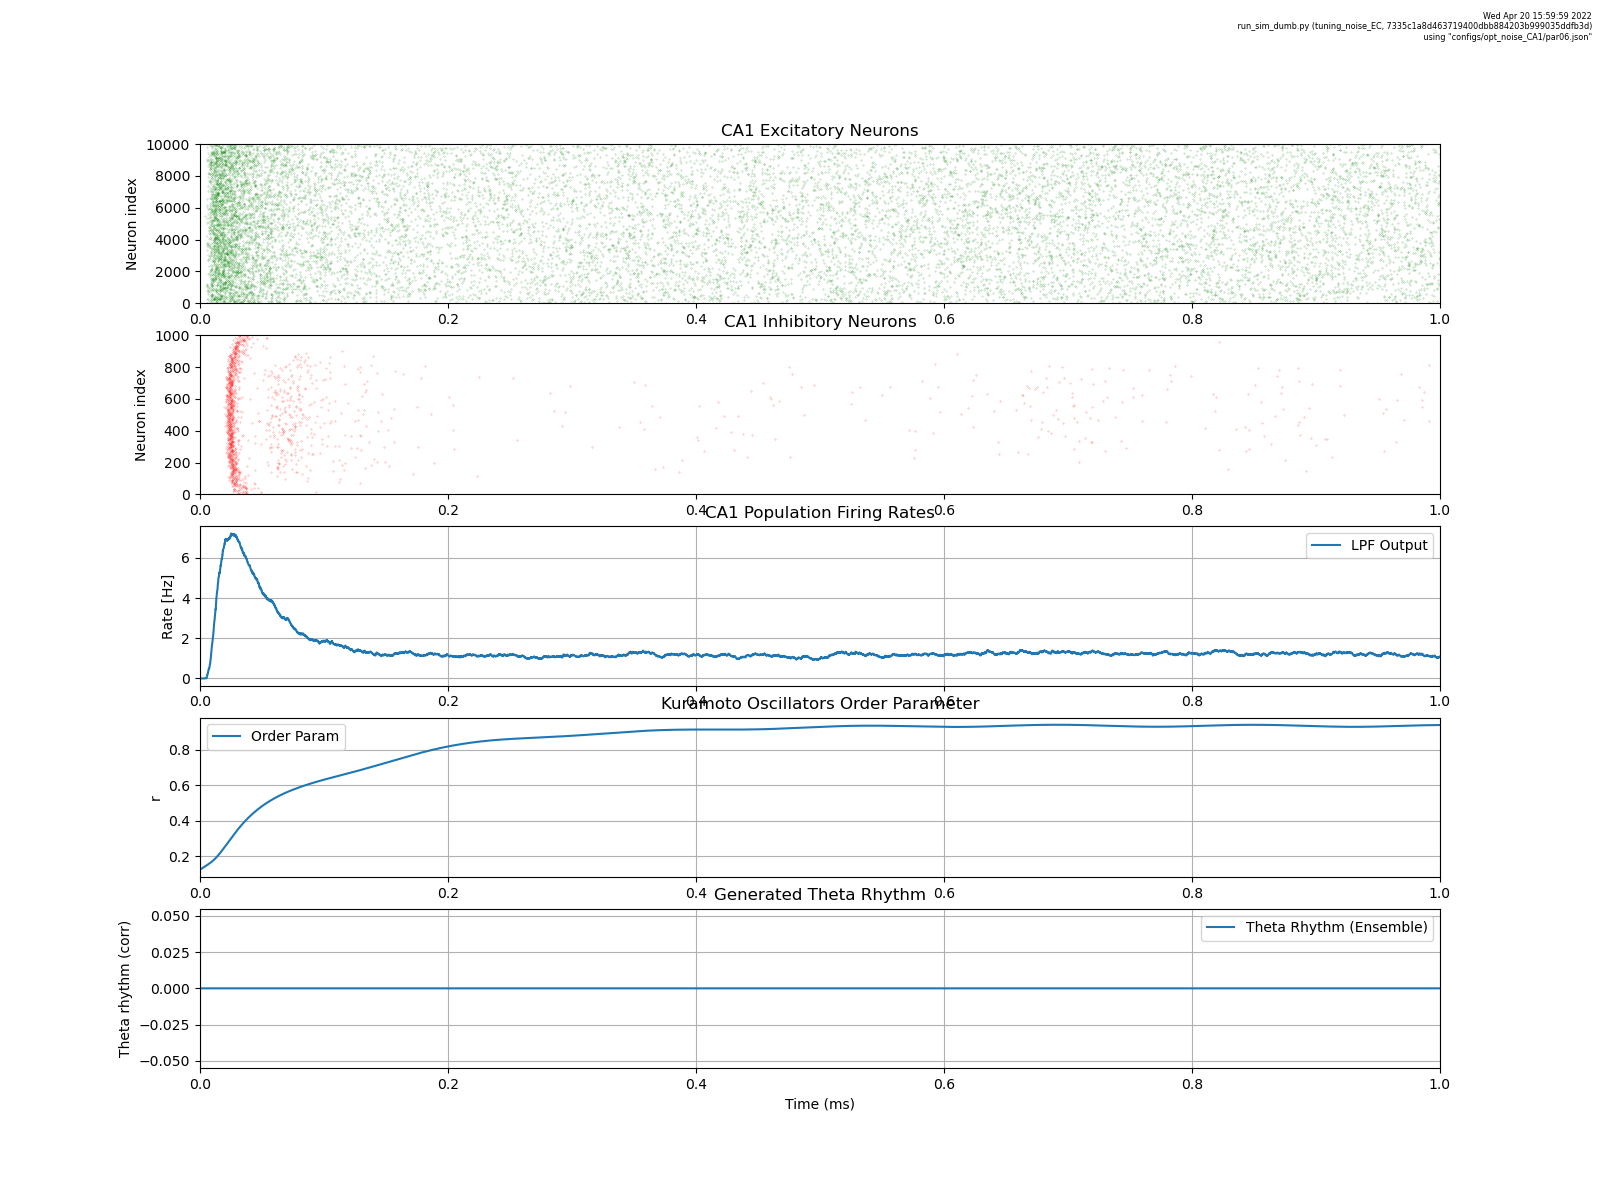 Wed Apr 20 15:59:59 2022
run_sim_dumb.py (tuning_noise_EC, 7335c1a8d463719400dbb884203b999035ddfb3d)
using "configs/opt_noise_CA1/par06.json"
CA1 Excitatory Neurons
Neuron index
10000
8000
6000
4000
2000
0
0.0 0.2 0.4 0.6 0.8 1.0
CA1 Inhibitory Neurons
Neuron index
1000
800
600
400
200
0
0.0 0.2 0.4 0.6 0.8 1.0
CA1 Population Firing Rates
Rate [Hz]
6
4
2
0
LPF Output
0.0 0.2 0.4 0.6 0.8 1.0
Kuramoto Oscillators Order Parameter
r
0.8
0.6
0.4
0.2
Order Param
0.0 0.2 0.4 0.6 0.8 1.0
Generated Theta Rhythm
Theta rhythm (corr)
0.050
0.025
0.000
−0.025
−0.050
Theta Rhythm (Ensemble)
0.0 0.2 0.4 0.6 0.8 1.0
Time (ms)